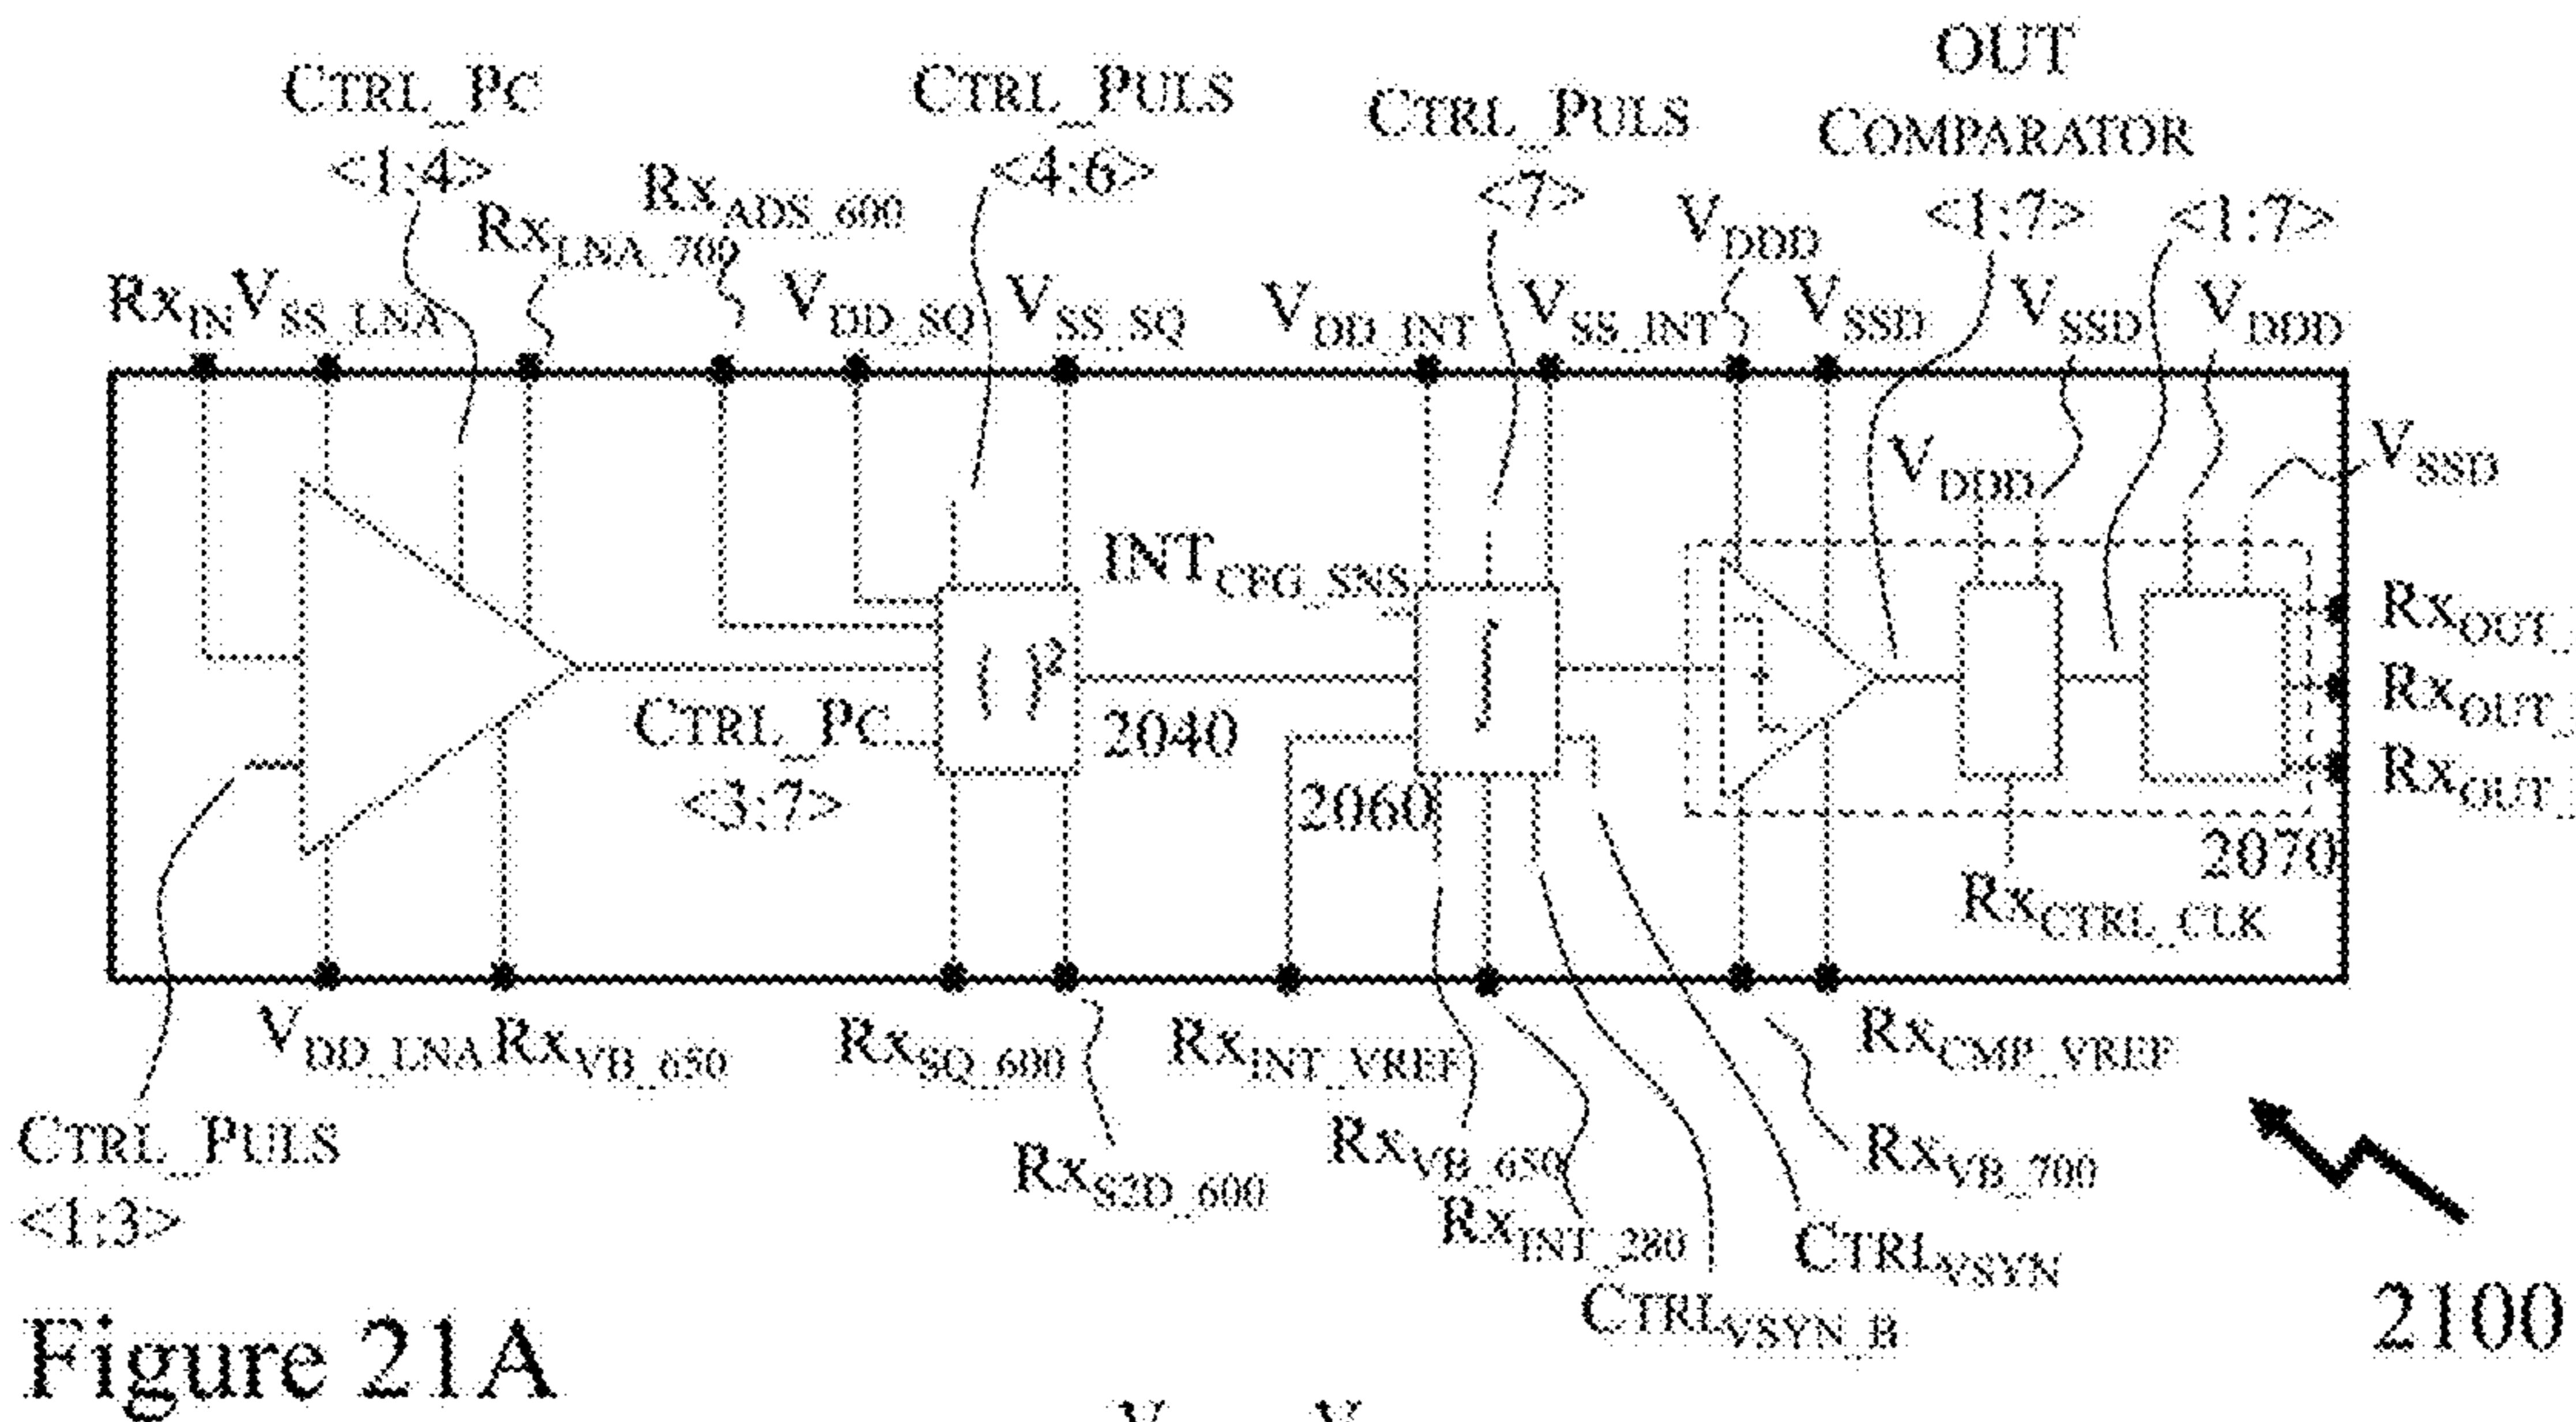 OUT
CTRL_PC
CTRL_PULS
CTRL_PULS
COMPARATOR
<1:4>
<4:6>
<7>
<1:7>
<1:7>
RxLNA_700
RxADS_600
VDDD
RxIN
VSS_LNA
VDD_SQ
VSS_SQ
VDD_INT
VSS_INT
VSSD
VSSD
VDDD
VDDD
VSSD
INTCFG_SNS
( )²
∫
RxOUT_
RxOUT_
RxOUT_
CTRL_PC
<3:7>
2040
2060
2070
RxCTRL_CLK
VDD_LNA
RxVB_650
RxSQ_600
RxINT_VREF
RxCMP_VREF
CTRL_PULS
<1:3>
RxS2D_600
RxVB_650
RxVB_700
RxINT_280
CTRLVSYN
CTRLVSYN_B
2100
Figure 21A